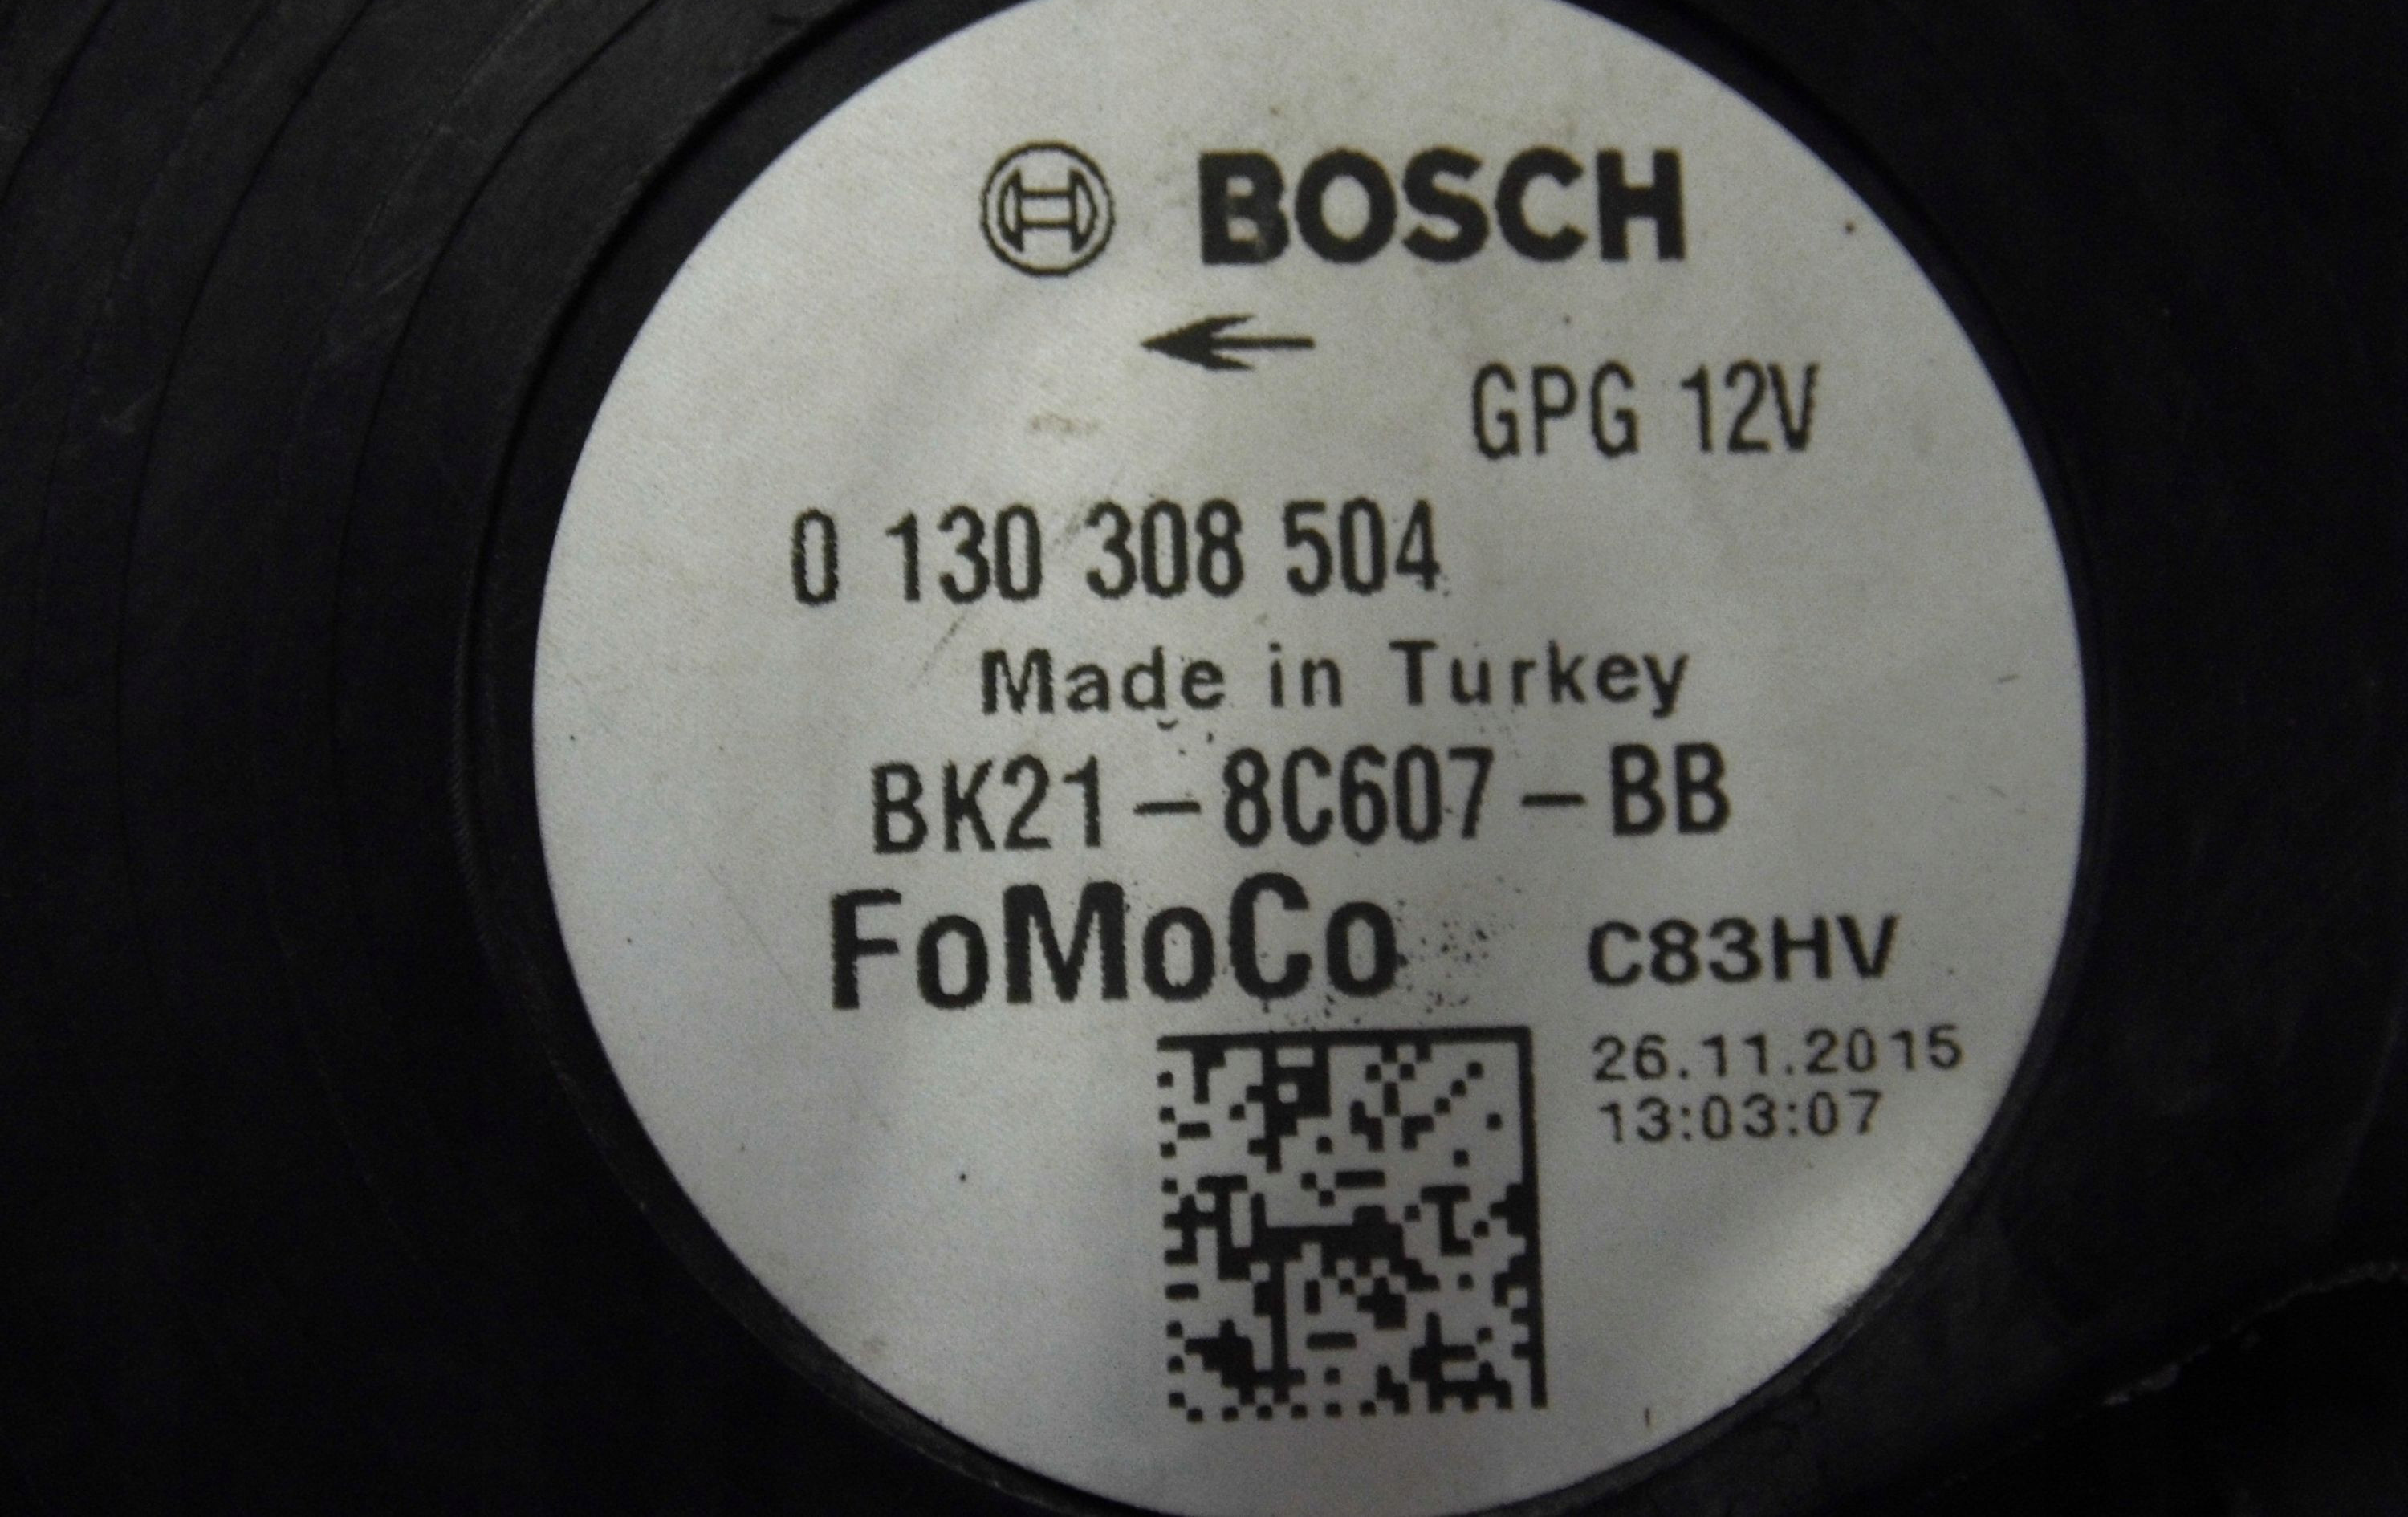 BOSCH
GPG 12V
0 130 308 504
Made in Turkey
BK21-8C607-BB
FoMoCo C83HV
26.11.2015
13:03:07